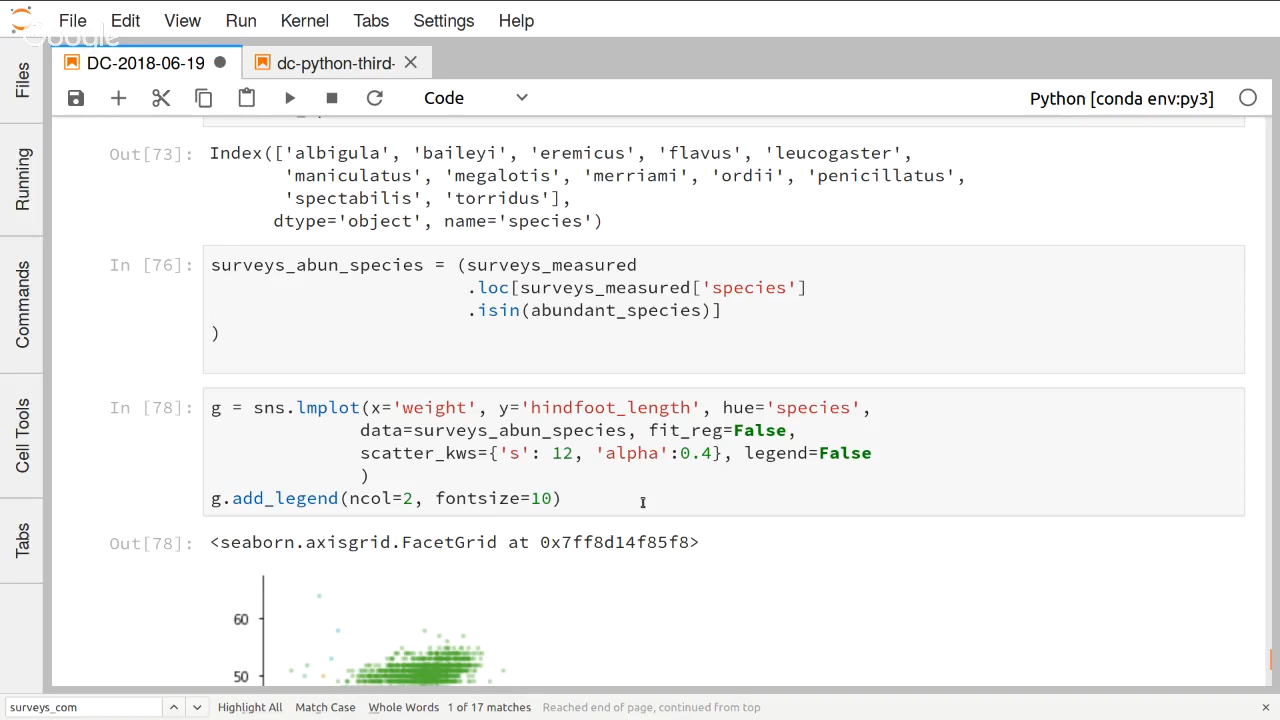 File Edit View Run Kernel Tabs Settings Help
Google
DC-2018-06-19 dc-python-third-
Code Python [conda env:py3]
Files
Running
Commands
Cell Tools
Tabs
Out[73]: Index(['albigula', 'baileyi', 'eremicus', 'flavus', 'leucogaster',
'maniculatus', 'megalotis', 'merriami', 'ordii', 'penicillatus',
'spectabilis', 'torridus'],
dtype='object', name='species')
In [76]: surveys_abun_species = (surveys_measured
.loc[surveys_measured['species']
.isin(abundant_species)]
)
In [78]: g = sns.lmplot(x='weight', y='hindfoot_length', hue='species',
data=surveys_abun_species, fit_reg=False,
scatter_kws={'s': 12, 'alpha':0.4}, legend=False
)
g.add_legend(ncol=2, fontsize=10)
Out[78]: <seaborn.axisgrid.FacetGrid at 0x7ff8d14f85f8>
60
50
surveys_com Highlight All Match Case Whole Words 1 of 17 matches Reached end of page, continued from top